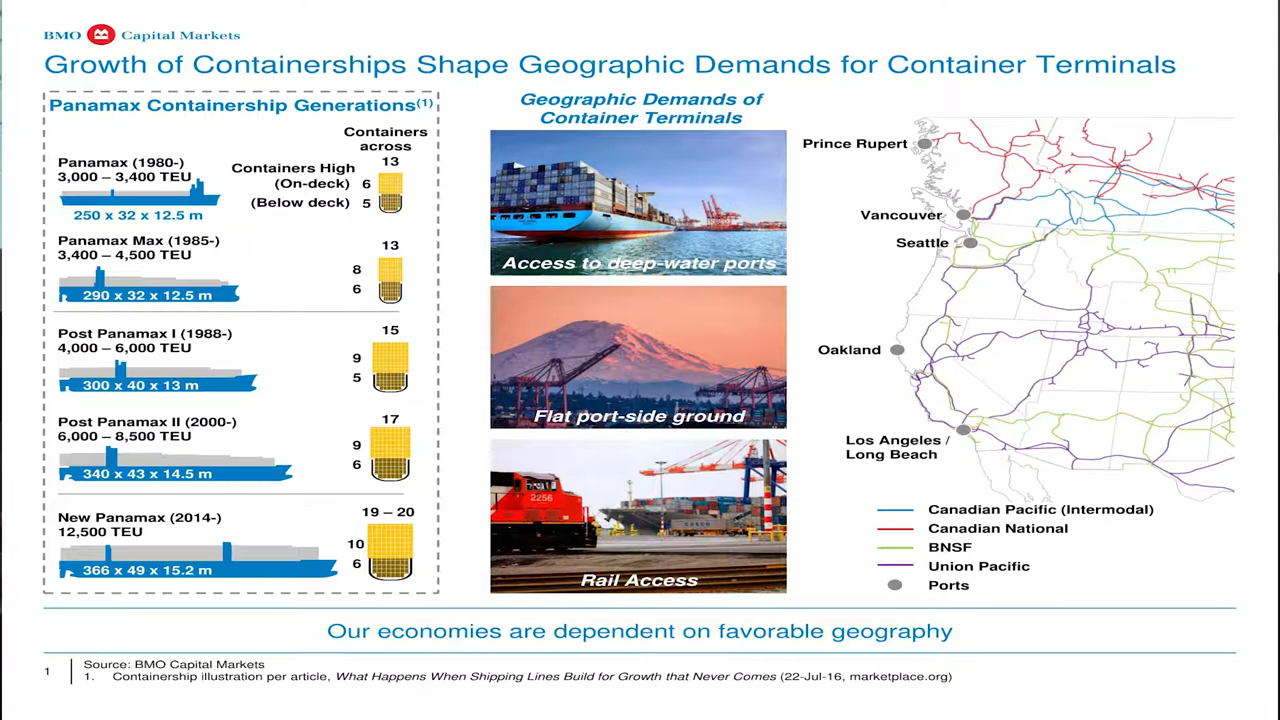 BMO Capital Markets
Growth of Containerships Shape Geographic Demands for Container Terminals
Panamax Containership Generations(1)
Containers
across
Panamax (1980-)
3,000 – 3,400 TEU
250 x 32 x 12.5 m
Containers High
(On-deck)
(Below deck)
13
6
5
Panamax Max (1985-)
3,400 – 4,500 TEU
290 x 32 x 12.5 m
13
8
6
Post Panamax I (1988-)
4,000 – 6,000 TEU
300 x 40 x 13 m
15
9
5
Post Panamax II (2000-)
6,000 – 8,500 TEU
340 x 43 x 14.5 m
17
9
6
New Panamax (2014-)
12,500 TEU
366 x 49 x 15.2 m
19 – 20
10
6
Geographic Demands of
Container Terminals
Access to deep-water ports
Flat port-side ground
2256
Rail Access
Prince Rupert
Vancouver
Seattle
Oakland
Los Angeles /
Long Beach
Canadian Pacific (Intermodal)
Canadian National
BNSF
Union Pacific
Ports
Our economies are dependent on favorable geography
1
Source: BMO Capital Markets
1. Containership illustration per article, What Happens When Shipping Lines Build for Growth that Never Comes (22-Jul-16, marketplace.org)